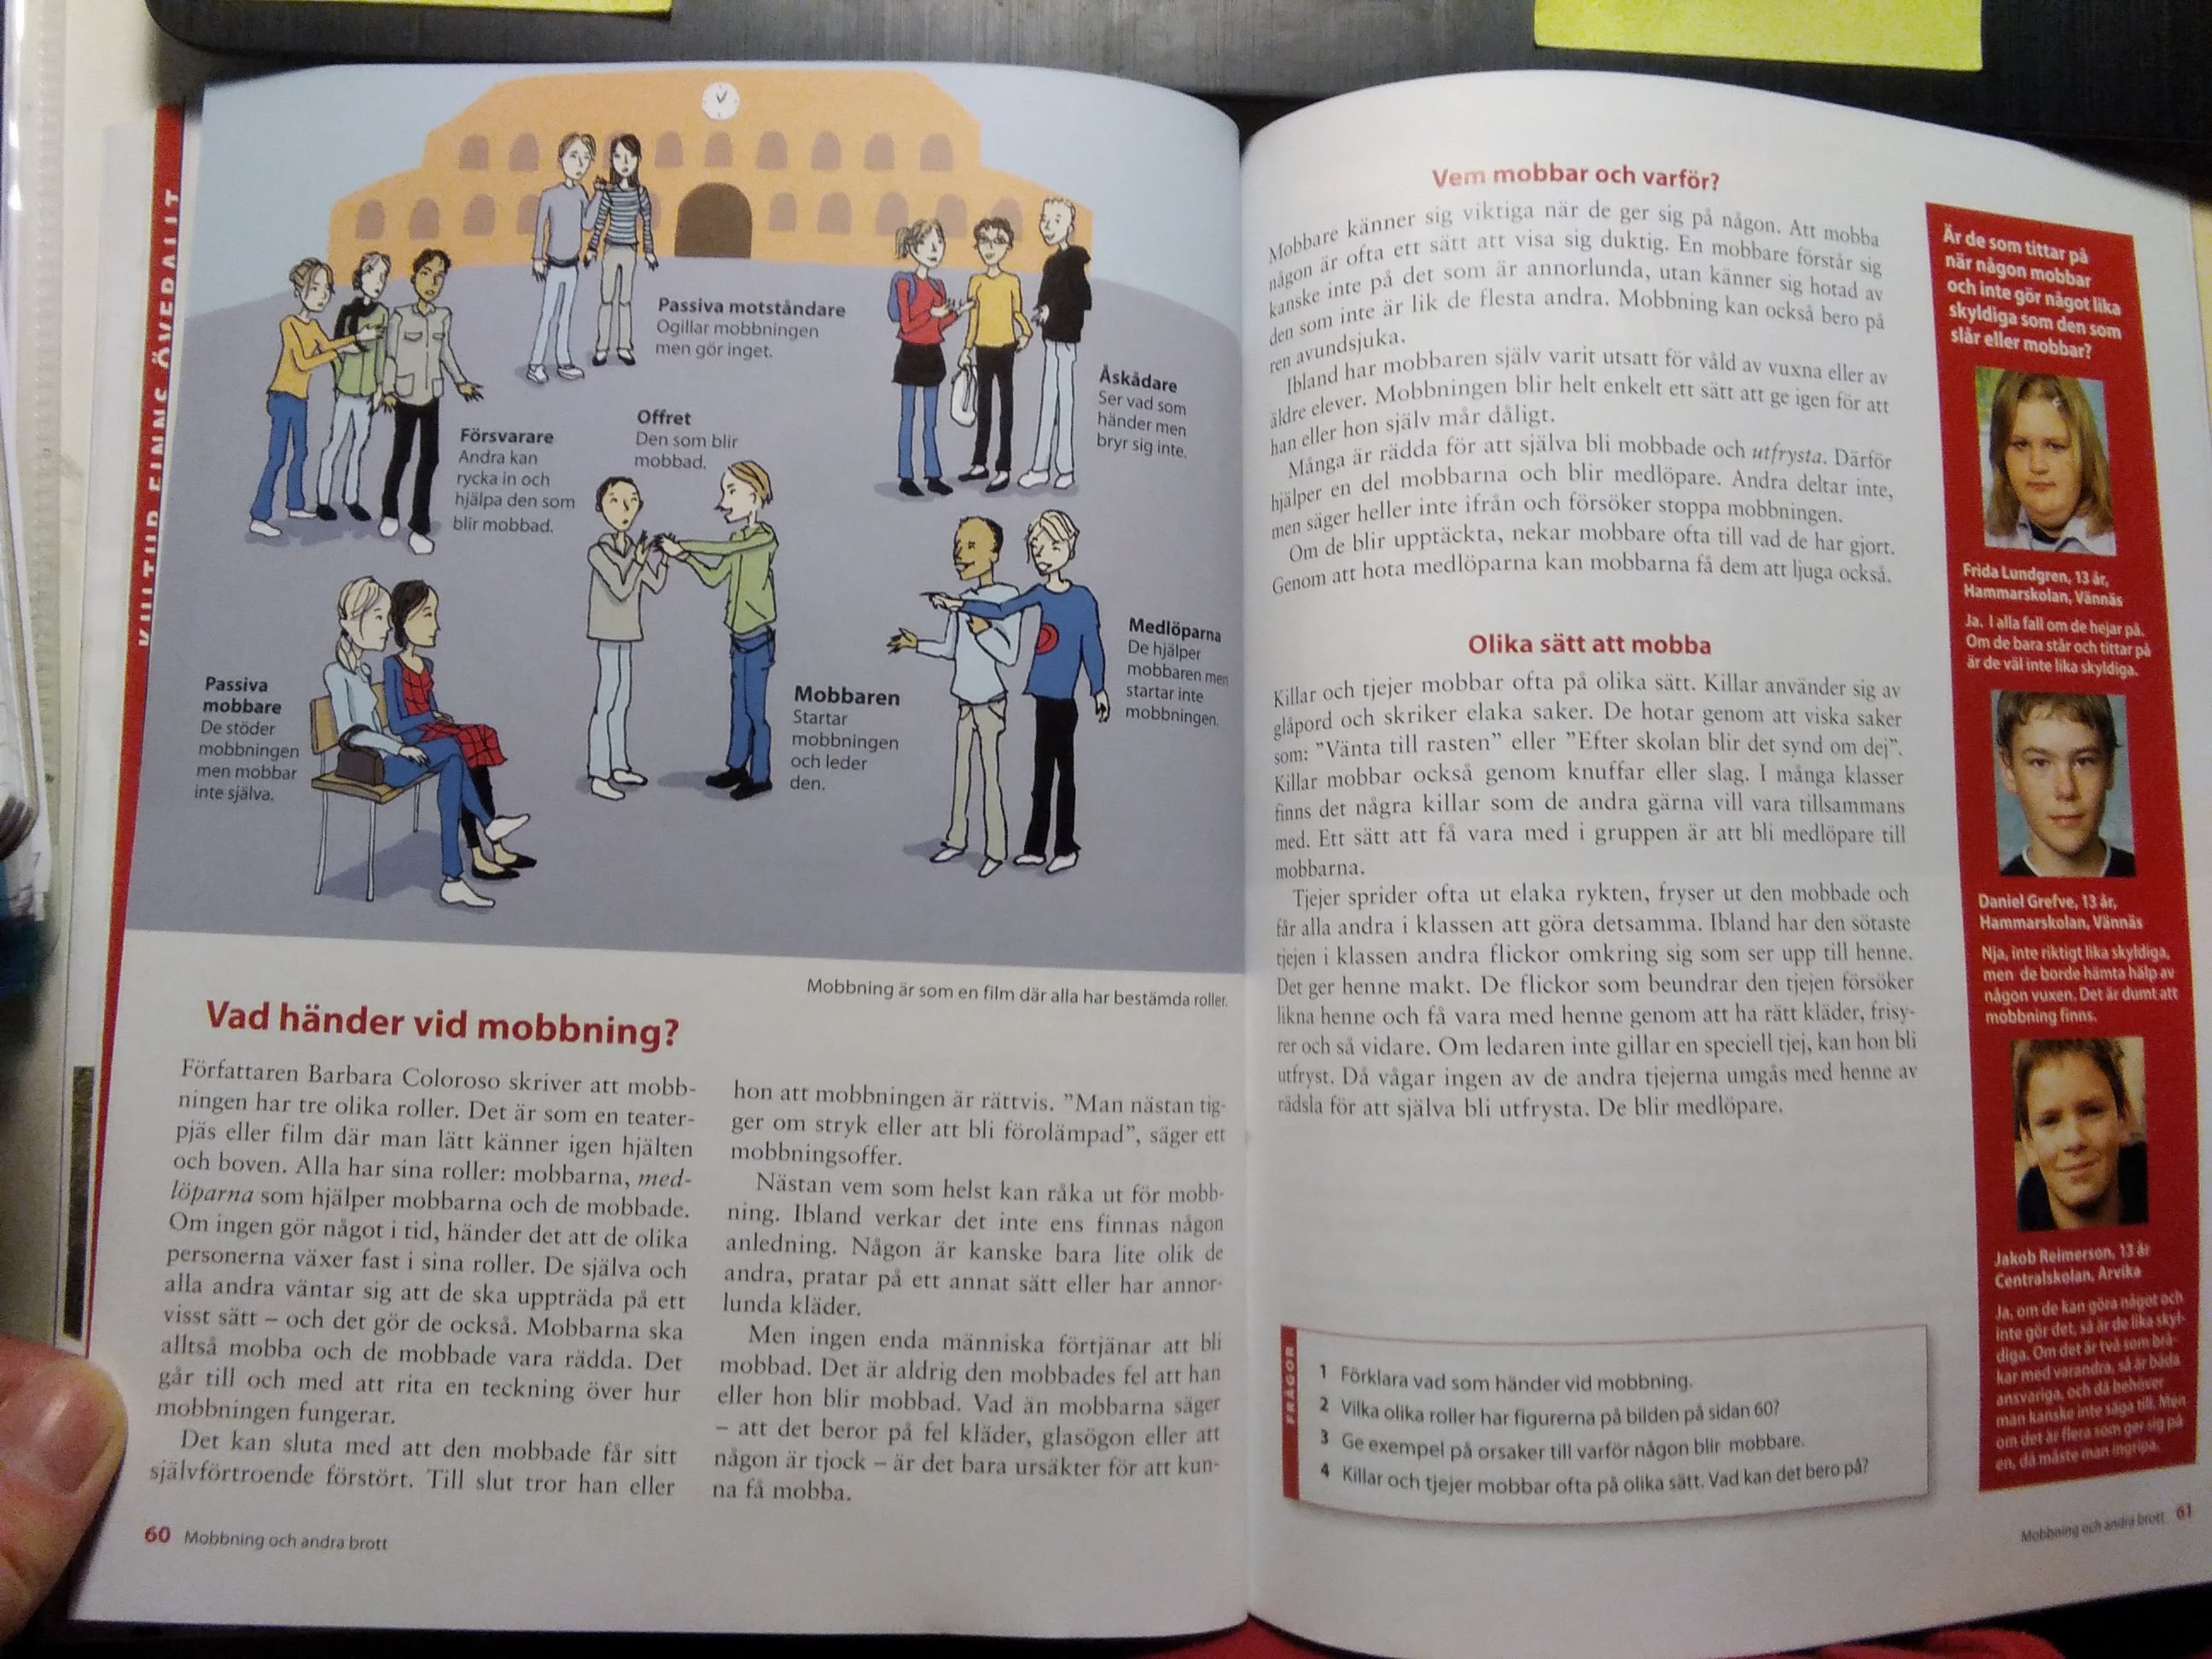 KULTUR FINNS ÖVERALLT
Passiva motståndare
Ogillar mobbningen
men gör inget.
Åskådare
Ser vad som
händer men
bryr sig inte.
Försvarare
Andra kan
rycka in och
hjälpa den som
blir mobbad.
Offret
Den som blir
mobbad.
Passiva
mobbare
De stöder
mobbningen
men mobbar
inte själva.
Mobbaren
Startar
mobbningen
och leder
den.
Medlöparna
De hjälper
mobbaren men
startar inte
mobbningen.
Mobbning är som en film där alla har bestämda roller.
Vad händer vid mobbning?
Författaren Barbara Coloroso skriver att mobb-
ningen har tre olika roller. Det är som en teater-
pjäs eller film där man lätt känner igen hjälten
och boven. Alla har sina roller: mobbarna, med-
löparna som hjälper mobbarna och de mobbade.
Om ingen gör något i tid, händer det att de olika
personerna växer fast i sina roller. De själva och
alla andra väntar sig att de ska uppträda på ett
visst sätt – och det gör de också. Mobbarna ska
alltså mobba och de mobbade vara rädda. Det
går till och med att rita en teckning över hur
mobbningen fungerar.
Det kan sluta med att den mobbade får sitt
självförtroende förstört. Till slut tror han eller
hon att mobbningen är rättvis. ”Man nästan tig-
ger om stryk eller att bli förolämpad”, säger ett
mobbningsoffer.
Nästan vem som helst kan råka ut för mobb-
ning. Ibland verkar det inte ens finnas någon
anledning. Någon är kanske bara lite olik de
andra, pratar på ett annat sätt eller har annor-
lunda kläder.
Men ingen enda människa förtjänar att bli
mobbad. Det är aldrig den mobbades fel att han
eller hon blir mobbad. Vad än mobbarna säger
– att det beror på fel kläder, glasögon eller att
någon är tjock – är det bara ursäkter för att kun-
na få mobba.
60 Mobbning och andra brott
Vem mobbar och varför?
Mobbare känner sig viktiga när de ger sig på någon. Att mobba
någon är ofta ett sätt att visa sig duktig. En mobbare förstår sig
kanske inte på det som är annorlunda, utan känner sig hotad av
den som inte är lik de flesta andra. Mobbning kan också bero på
ren avundsjuka.
Ibland har mobbaren själv varit utsatt för våld av vuxna eller av
äldre elever. Mobbningen blir helt enkelt ett sätt att ge igen för att
han eller hon själv mår dåligt.
Många är rädda för att själva bli mobbade och utfrysta. Därför
hjälper en del mobbarna och blir medlöpare. Andra deltar inte,
men säger heller inte ifrån och försöker stoppa mobbningen.
Om de blir upptäckta, nekar mobbare ofta till vad de har gjort.
Genom att hota medlöparna kan mobbarna få dem att ljuga också.
Olika sätt att mobba
Killar och tjejer mobbar ofta på olika sätt. Killar använder sig av
glåpord och skriker elaka saker. De hotar genom att viska saker
som: ”Vänta till rasten” eller ”Efter skolan blir det synd om dej”.
Killar mobbar också genom knuffar eller slag. I många klasser
finns det några killar som de andra gärna vill vara tillsammans
med. Ett sätt att få vara med i gruppen är att bli medlöpare till
mobbarna.
Tjejer sprider ofta ut elaka rykten, fryser ut den mobbade och
får alla andra i klassen att göra detsamma. Ibland har den sötaste
tjejen i klassen andra flickor omkring sig som ser upp till henne.
Det ger henne makt. De flickor som beundrar den tjejen försöker
likna henne och få vara med henne genom att ha rätt kläder, frisy-
rer och så vidare. Om ledaren inte gillar en speciell tjej, kan hon bli
utfryst. Då vågar ingen av de andra tjejerna umgås med henne av
rädsla för att själva bli utfrysta. De blir medlöpare.
FRÅGOR
1 Förklara vad som händer vid mobbning.
2 Vilka olika roller har figurerna på bilden på sidan 60?
3 Ge exempel på orsaker till varför någon blir mobbare.
4 Killar och tjejer mobbar ofta på olika sätt. Vad kan det bero på?
Är de som tittar på
när någon mobbar
och inte gör något lika
skyldiga som den som
slår eller mobbar?
Frida Lundgren, 13 år,
Hammarskolan, Vännäs
Ja. I alla fall om de hejar på.
Om de bara står och tittar på
är de väl inte lika skyldiga.
Daniel Grefve, 13 år,
Hammarskolan, Vännäs
Nja, inte riktigt lika skyldiga,
men de borde hämta hjälp av
någon vuxen. Det är dumt att
mobbning finns.
Jakob Reimerson, 13 år
Centralskolan, Arvika
Ja, om de kan göra något och
inte gör det, så är de lika skyl-
diga. Om det är två som brå-
kar med varandra, så är båda
ansvariga, och då behöver
man kanske inte säga till. Men
om det är flera som ger sig på
en, då måste man ingripa.
Mobbning och andra brott 61